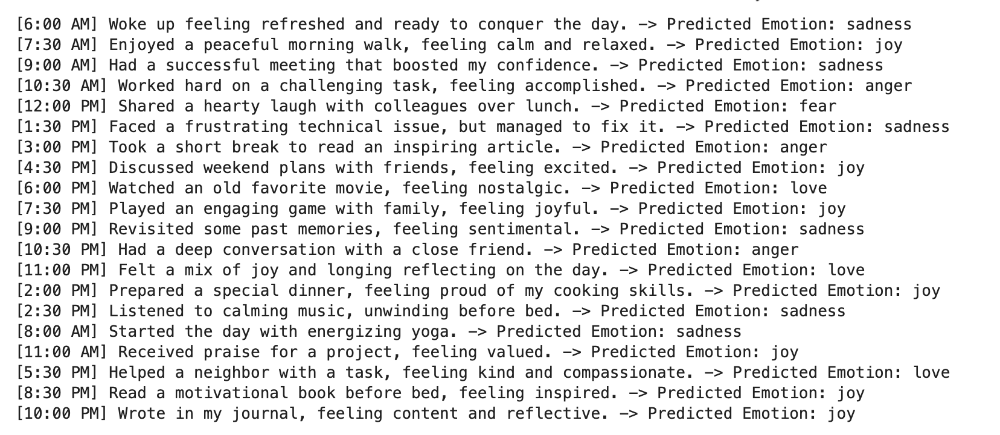 [6:00 AM] Woke up feeling refreshed and ready to conquer the day. -> Predicted Emotion: sadness
[7:30 AM] Enjoyed a peaceful morning walk, feeling calm and relaxed. -> Predicted Emotion: joy
[9:00 AM] Had a successful meeting that boosted my confidence. -> Predicted Emotion: sadness
[10:30 AM] Worked hard on a challenging task, feeling accomplished. -> Predicted Emotion: anger
[12:00 PM] Shared a hearty laugh with colleagues over lunch. -> Predicted Emotion: fear
[1:30 PM] Faced a frustrating technical issue, but managed to fix it. -> Predicted Emotion: sadness
[3:00 PM] Took a short break to read an inspiring article. -> Predicted Emotion: anger
[4:30 PM] Discussed weekend plans with friends, feeling excited. -> Predicted Emotion: joy
[6:00 PM] Watched an old favorite movie, feeling nostalgic. -> Predicted Emotion: love
[7:30 PM] Played an engaging game with family, feeling joyful. -> Predicted Emotion: joy
[9:00 PM] Revisited some past memories, feeling sentimental. -> Predicted Emotion: sadness
[10:30 PM] Had a deep conversation with a close friend. -> Predicted Emotion: anger
[11:00 PM] Felt a mix of joy and longing reflecting on the day. -> Predicted Emotion: love
[2:00 PM] Prepared a special dinner, feeling proud of my cooking skills. -> Predicted Emotion: joy
[2:30 PM] Listened to calming music, unwinding before bed. -> Predicted Emotion: sadness
[8:00 AM] Started the day with energizing yoga. -> Predicted Emotion: sadness
[11:00 AM] Received praise for a project, feeling valued. -> Predicted Emotion: joy
[5:30 PM] Helped a neighbor with a task, feeling kind and compassionate. -> Predicted Emotion: love
[8:30 PM] Read a motivational book before bed, feeling inspired. -> Predicted Emotion: joy
[10:00 PM] Wrote in my journal, feeling content and reflective. -> Predicted Emotion: joy